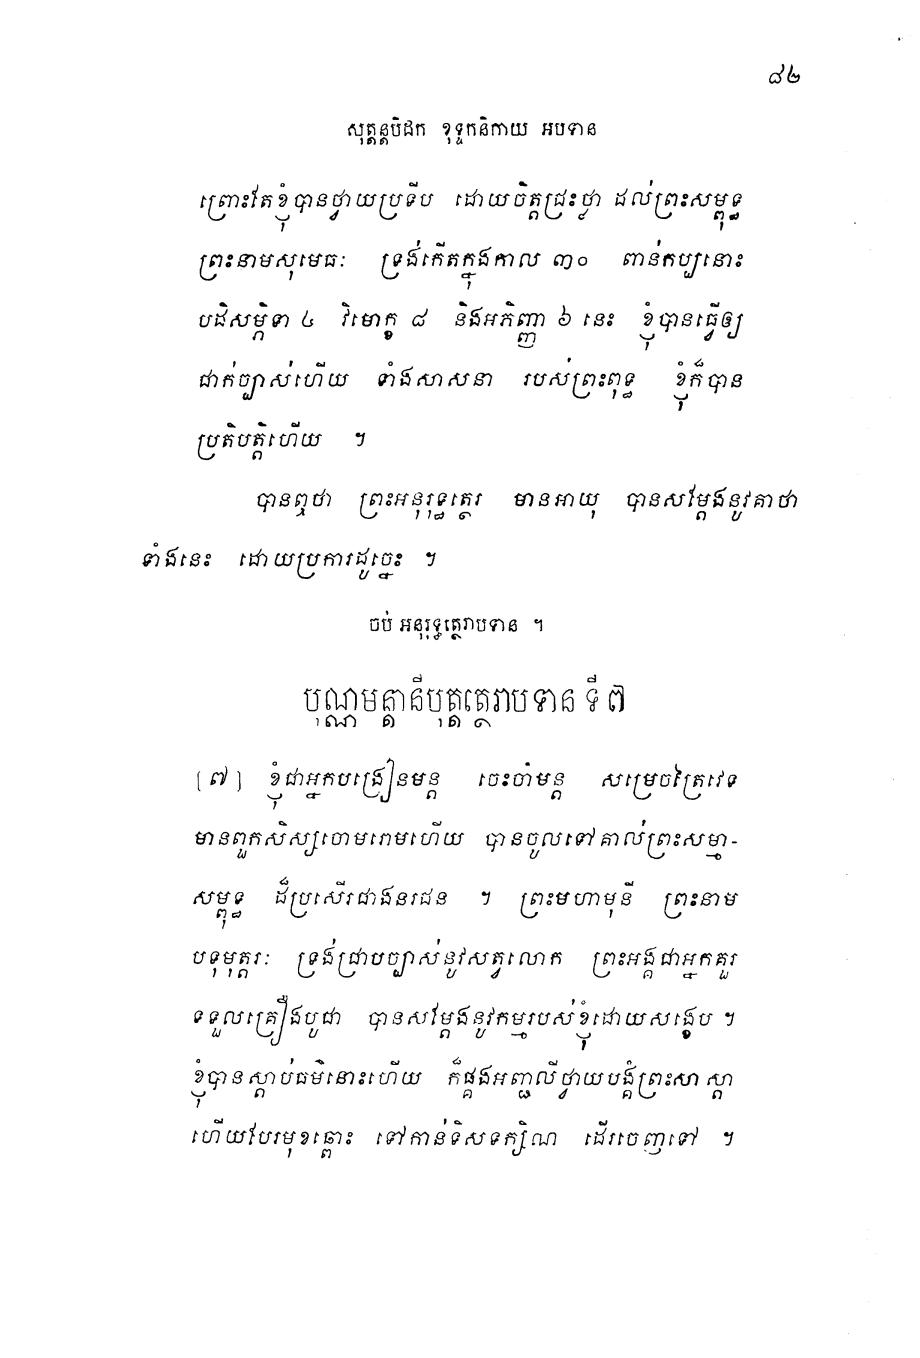 ៨២
សុត្តន្តបិដក ខុទ្ទកនិកាយ អបទាន
ព្រោះតែខ្ញុំបានថ្វាយប្រទីប ដោយចិត្តជ្រះថ្លា ដល់ព្រះសម្ពុទ្ធ
ព្រះនាមសុមេធៈ ទ្រង់កើតក្នុងកាល ៣០ ពាន់កប្បនោះ
បដិសម្ភិទា ៤ វិមោក្ខ ៨ និងអភិញ្ញា ៦ នេះ ខ្ញុំបានធ្វើឲ្យ
ជាក់ច្បាស់ហើយ ទាំងសាសនា របស់ព្រះពុទ្ធ ខ្ញុំក៏បាន
ប្រតិបត្តិហើយ ។
បានឮថា ព្រះអនុរុទ្ធត្ថេរ មានអាយុ បានសម្តែងនូវគាថា
ទាំងនេះ ដោយប្រការដូច្នេះ ។
ចប់ អនុរុទ្ធត្ថេរាបទាន ។
បុណ្ណមន្តានីបុត្តត្ថេរាបទាន ទី ៧
[៧] ខ្ញុំជាអ្នកបង្រៀនមន្ត ចេះចាំមន្ត សម្រេចត្រៃវេទ
មានពួកសិស្សចោមរោមហើយ បានចូលទៅគាល់ព្រះសម្មា-
សម្ពុទ្ធ ដ៏ប្រសើរជាងនរជន ។ ព្រះមហាមុនី ព្រះនាម
បទុមុត្តរៈ ទ្រង់ជ្រាបច្បាស់នូវសត្វលោក ព្រះអង្គជាអ្នកគួរ
ទទួលគ្រឿងបូជា បានសម្តែងនូវកម្មរបស់ខ្ញុំដោយសង្ខេប ។
ខ្ញុំបានស្តាប់ធម៌នោះហើយ ក៏ផ្គងអញ្ជលីថ្វាយបង្គំព្រះសាស្តា
ហើយបែរមុខឆ្ពោះ ទៅកាន់ទិសទក្សិណ ដើរចេញទៅ ។